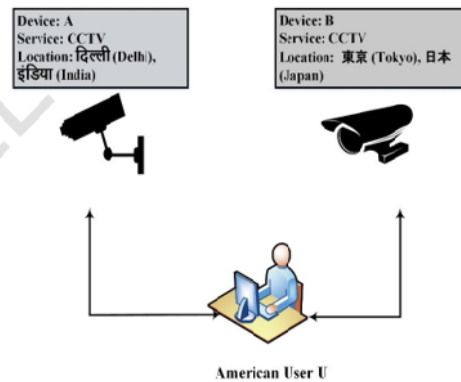 Device: A
Service: CCTV
Location: दिल्ली (Delhi),
इंडिया (India)
Device: B
Service: CCTV
Location: 東京 (Tokyo), 日本
(Japan)
American User U